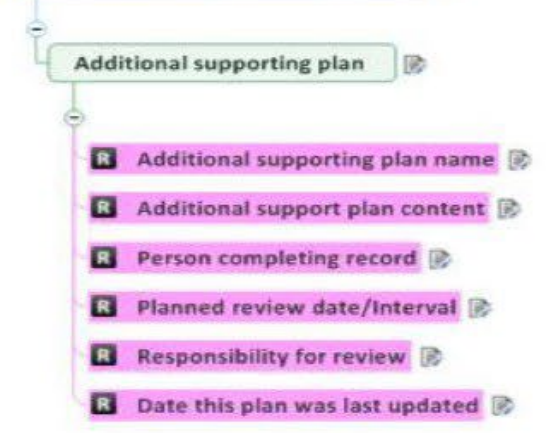 Additional supporting plan
R Additional supporting plan name
R Additional support plan content
R Person completing record
R Planned review date/Interval
R Responsibility for review
R Date this plan was last updated